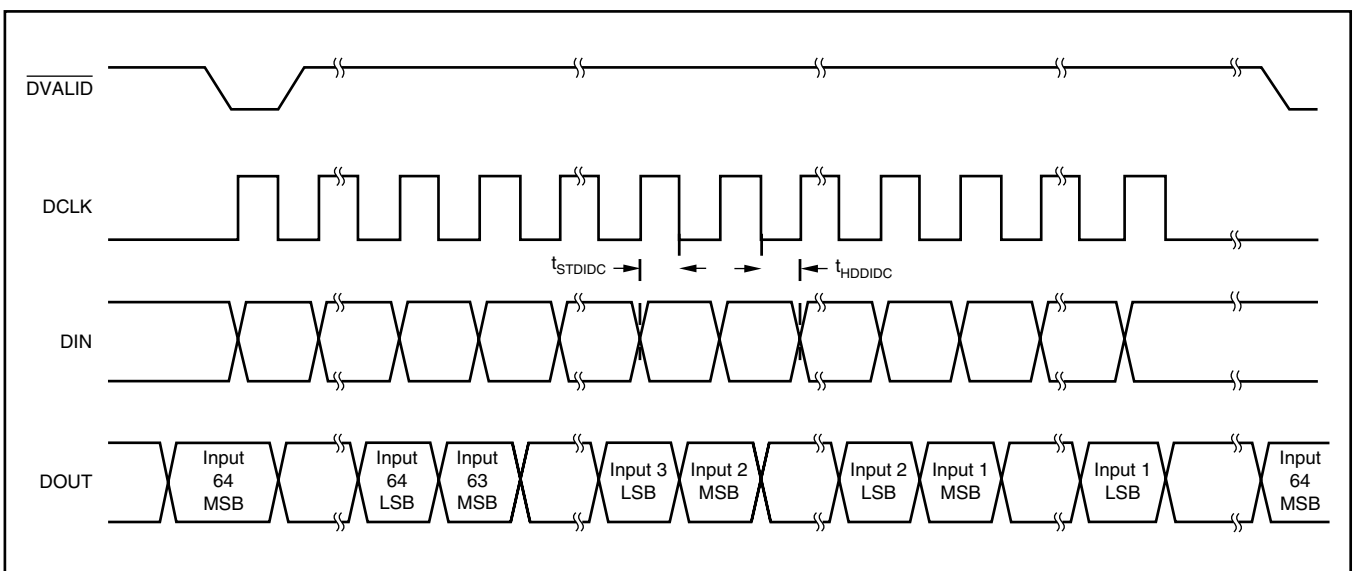 DVALID
DCLK
tSTDIDC
tHDDIDC
DIN
DOUT
Input
64
MSB
Input
64
LSB
Input
63
MSB
Input 3
LSB
Input 2
MSB
Input 2
LSB
Input 1
MSB
Input 1
LSB
Input
64
MSB